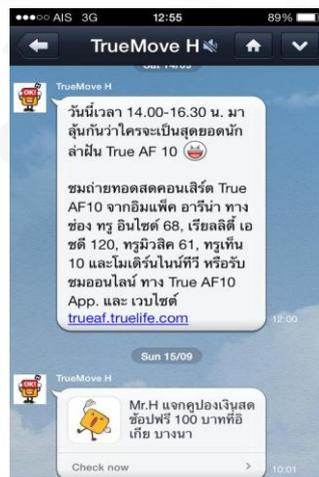 AIS 3G 12:55 89%
TrueMove H
Sat 14/09
TrueMove H
วันนี้เวลา 14.00-16.30 น. มา
ลุ้นกันว่าใครจะเป็นสุดยอดนัก
ล่าฝัน True AF 10
ชมถ่ายทอดสดคอนเสิร์ต True
AF10 จากอิมแพ็ค อารีน่า ทาง
ช่อง ทรู อินไซด์ 68, เรียลลิตี้ เอ
ชดี 120, ทรูมิวสิค 61, ทรูเท็น
10 และโมเดิร์นไนน์ทีวี หรือรับ
ชมออนไลน์ ทาง True AF10
App. และ เวบไซต์
trueaf.truelife.com
12:00
Sun 15/09
TrueMove H
Mr.H แจกคูปองเงินสด
ช้อปฟรี 100 บาทที่อิ
เกีย บางนา
Check now
10:01